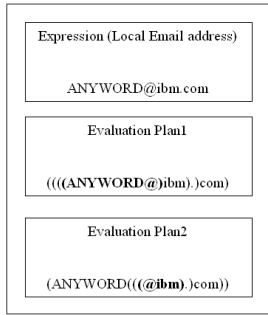 Expression (Local Email address)
ANYWORD@ibm.com
Evaluation Plan1
((((ANYWORD@)ibm).)com)
Evaluation Plan2
(ANYWORD(((@ibm).)com))